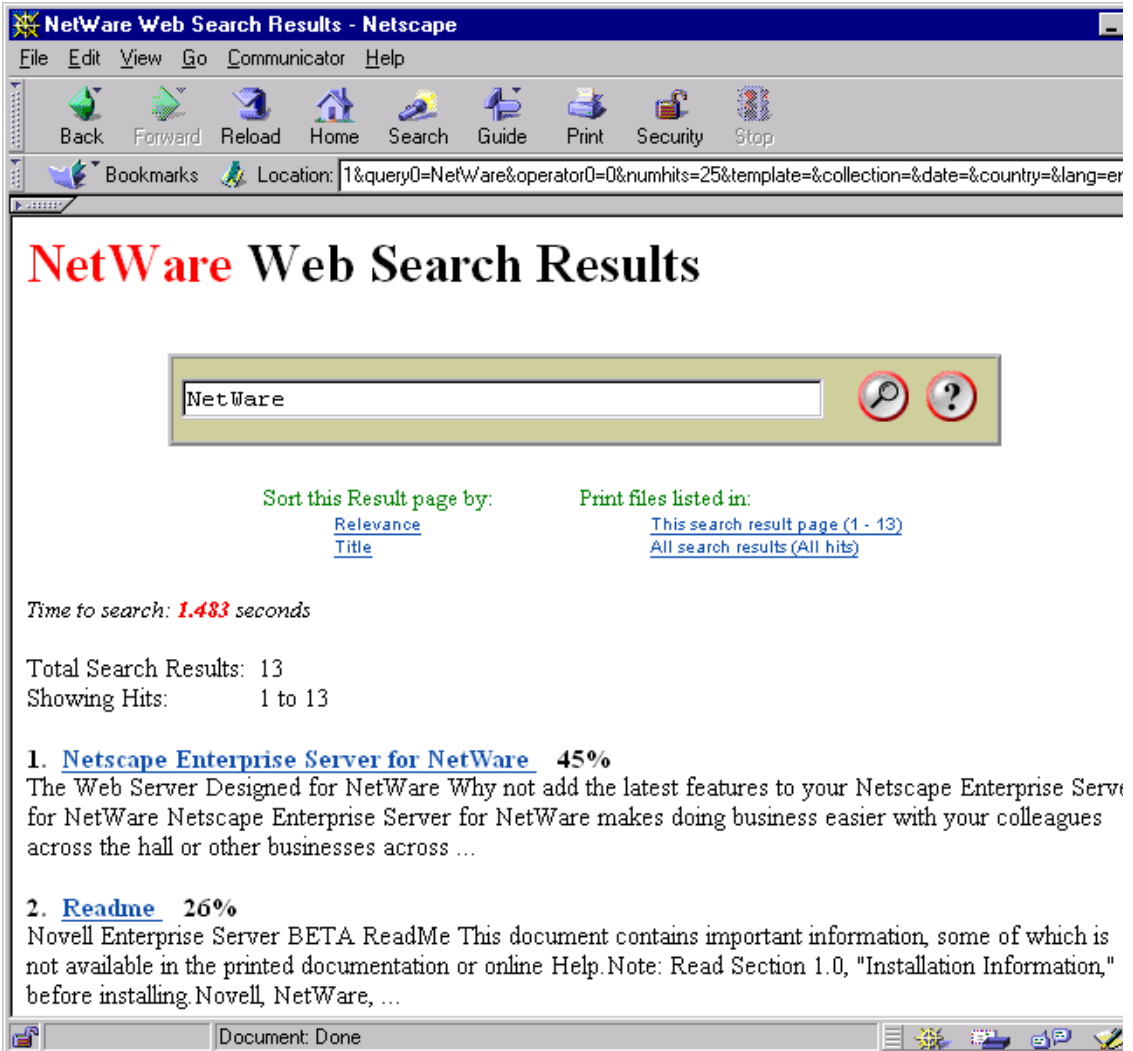 NetWare Web Search Results - Netscape
File Edit View Go Communicator Help
Back Forward Reload Home Search Guide Print Security Stop
Bookmarks Location: 1&query0=NetWare&operator0=0&numhits=25&template=&collection=&date=&country=&lang=en
NetWare Web Search Results
NetWare
?
Sort this Result page by: Print files listed in:
Relevance This search result page (1 - 13)
Title All search results (All hits)
Time to search: 1.483 seconds
Total Search Results: 13
Showing Hits: 1 to 13
1. Netscape Enterprise Server for NetWare 45%
The Web Server Designed for NetWare Why not add the latest features to your Netscape Enterprise Serve
for NetWare Netscape Enterprise Server for NetWare makes doing business easier with your colleagues
across the hall or other businesses across ...
2. Readme 26%
Novell Enterprise Server BETA ReadMe This document contains important information, some of which is
not available in the printed documentation or online Help.Note: Read Section 1.0, "Installation Information,"
before installing.Novell, NetWare, ...
Document: Done